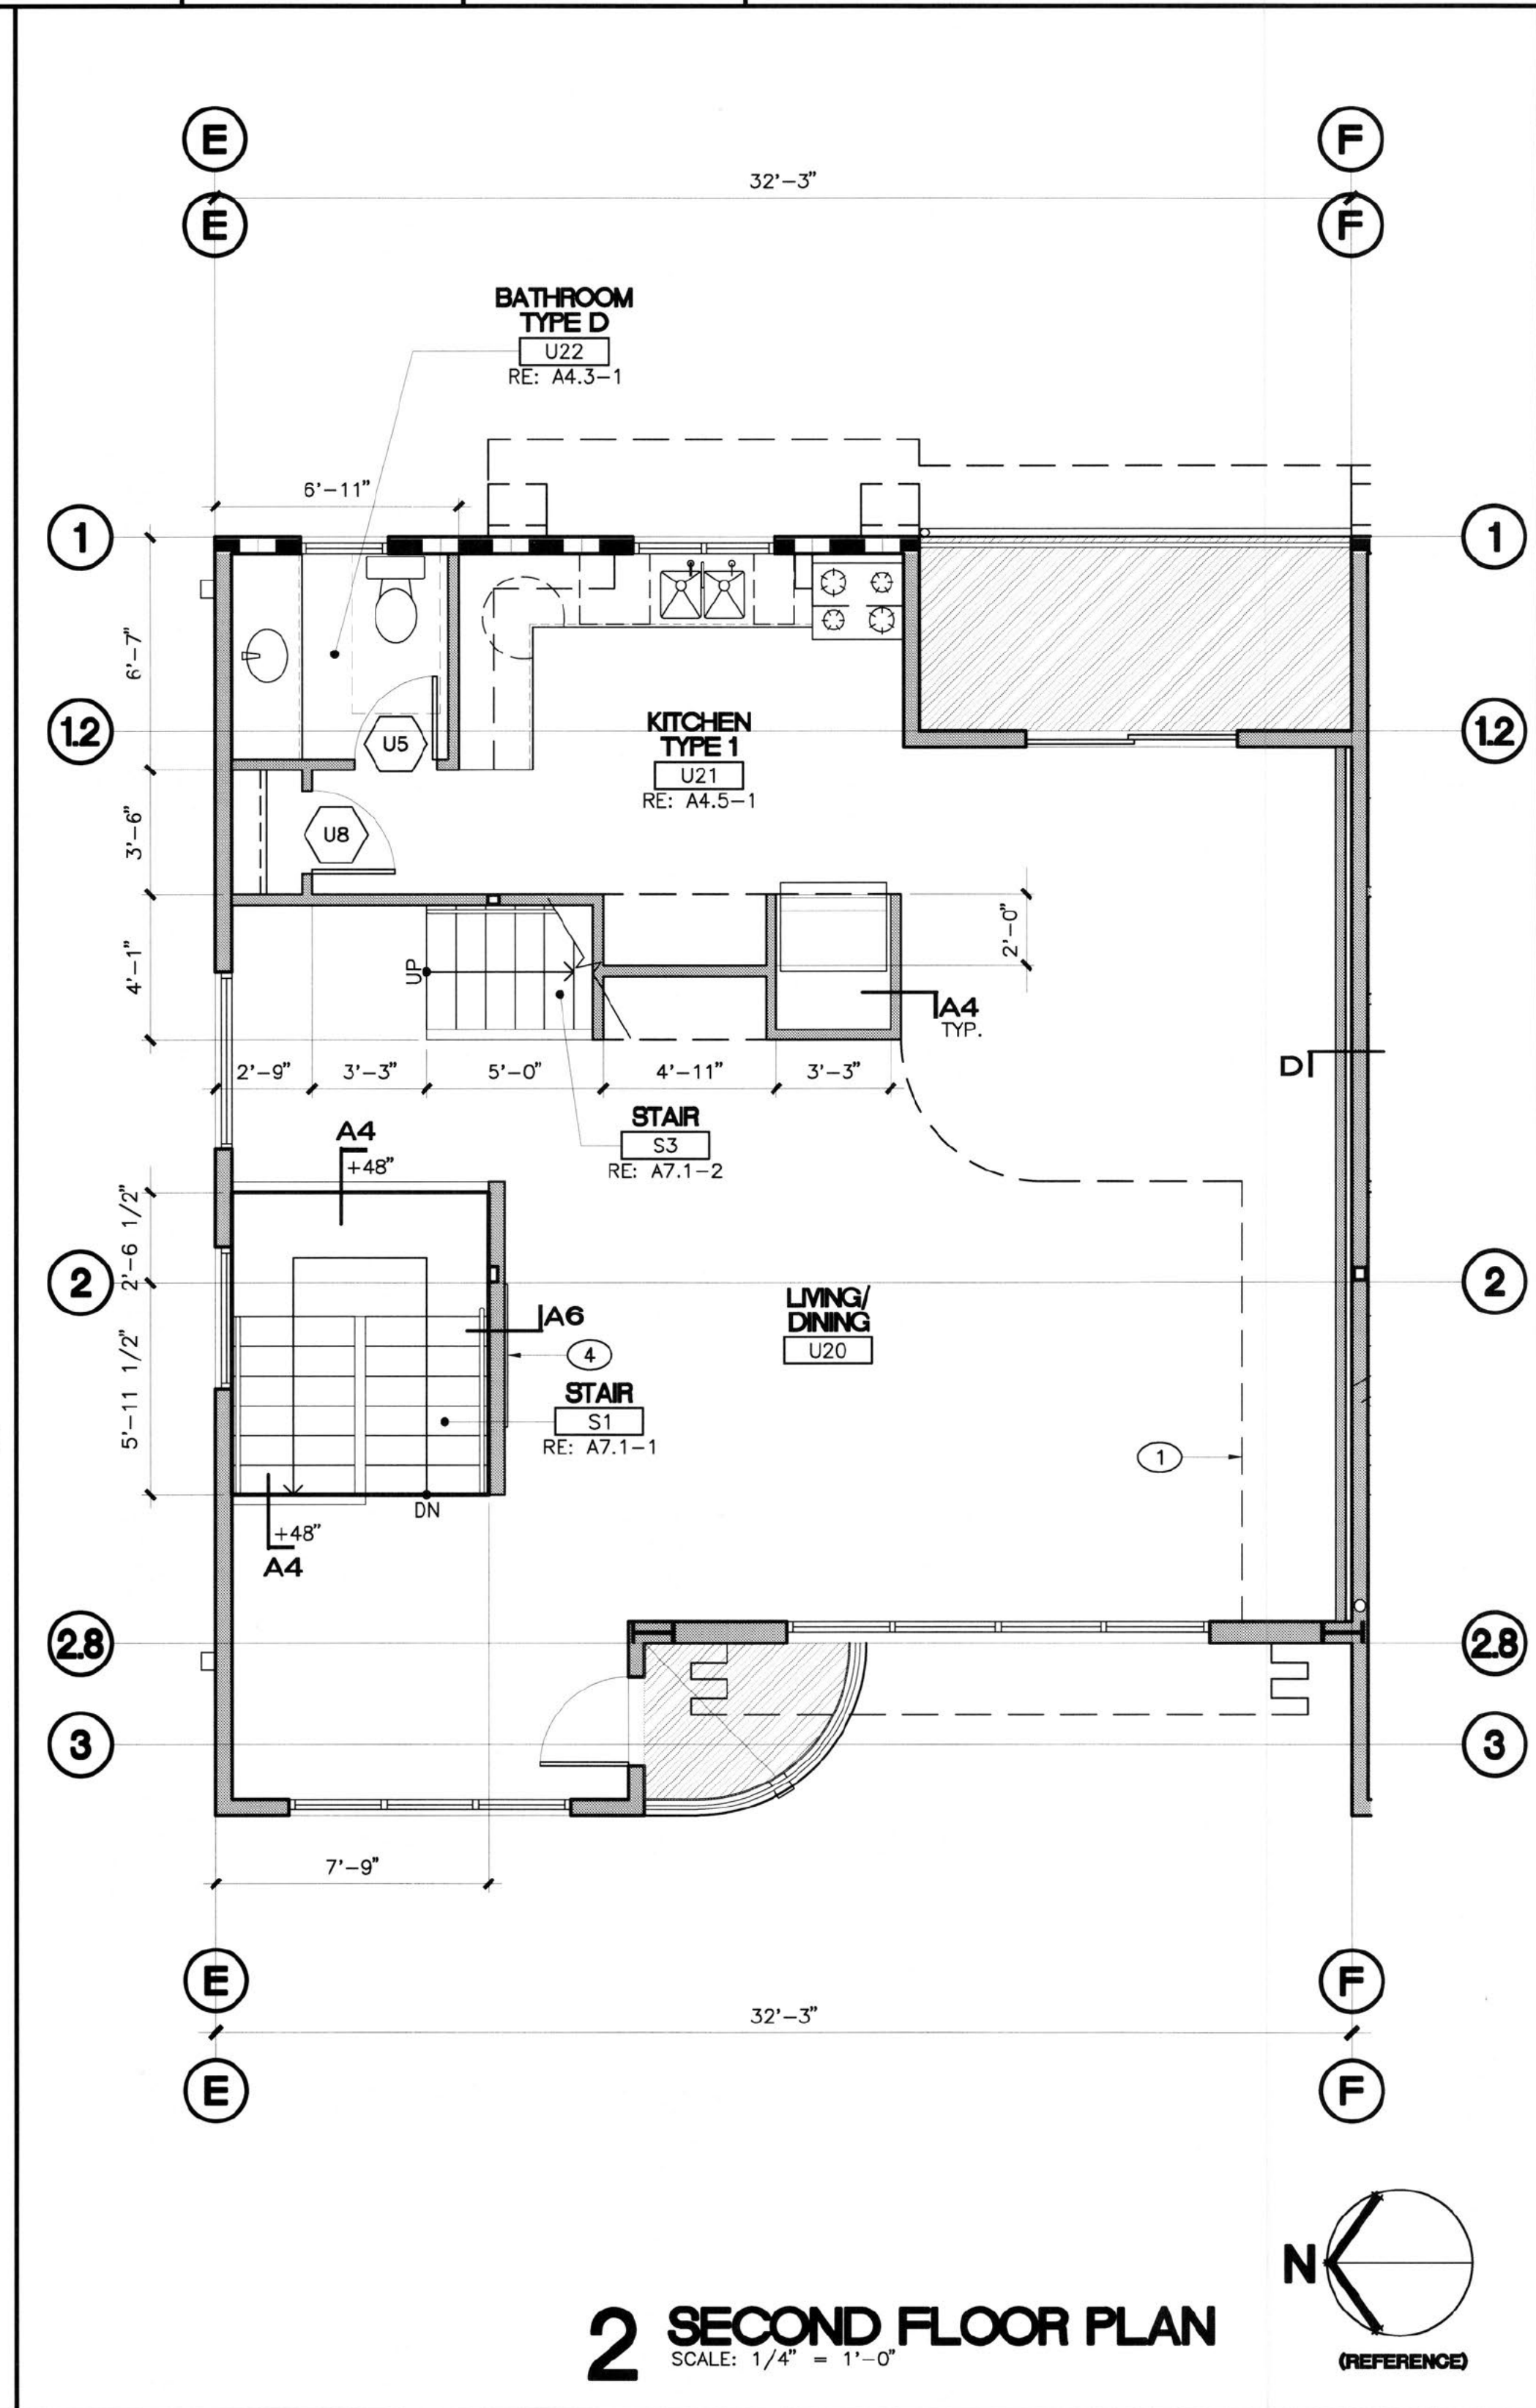 E
F
32'-3"
E
F
BATHROOM
TYPE D
U22
RE: A4.3-1
6'-11"
1
1
6'-7"
1.2
KITCHEN
TYPE 1
U21
RE: A4.5-1
U5
1.2
3'-6"
U8
4'-1"
UP
2'-0"
A4
TYP.
2'-9"
3'-3"
5'-0"
4'-11"
3'-3"
D
STAIR
S3
RE: A7.1-2
A4
+48"
2'-6 1/2"
2
2
LIVING/
DINING
U20
A6
4
5'-11 1/2"
STAIR
S1
RE: A7.1-1
1
DN
+48"
A4
2.8
2.8
3
3
7'-9"
E
F
32'-3"
E
F
N
2 SECOND FLOOR PLAN
SCALE: 1/4" = 1'-0"
(REFERENCE)